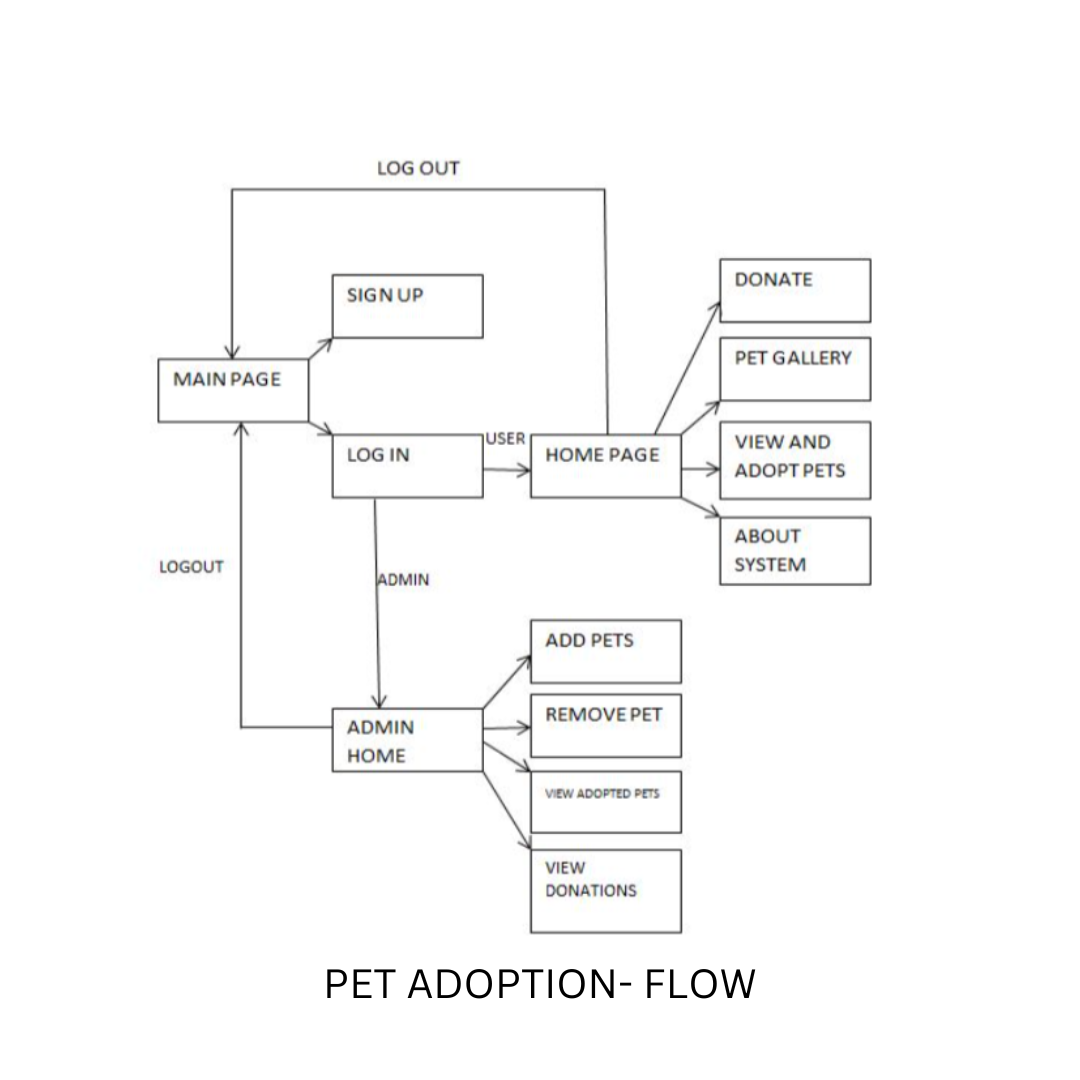 LOG OUT
DONATE
SIGN UP
PET GALLERY
MAIN PAGE
USER
VIEW AND
ADOPT PETS
LOG IN
HOME PAGE
ABOUT
SYSTEM
LOGOUT
ADMIN
ADD PETS
REMOVE PET
ADMIN
HOME
VIEW ADOPTED PETS
VIEW
DONATIONS
PET ADOPTION- FLOW